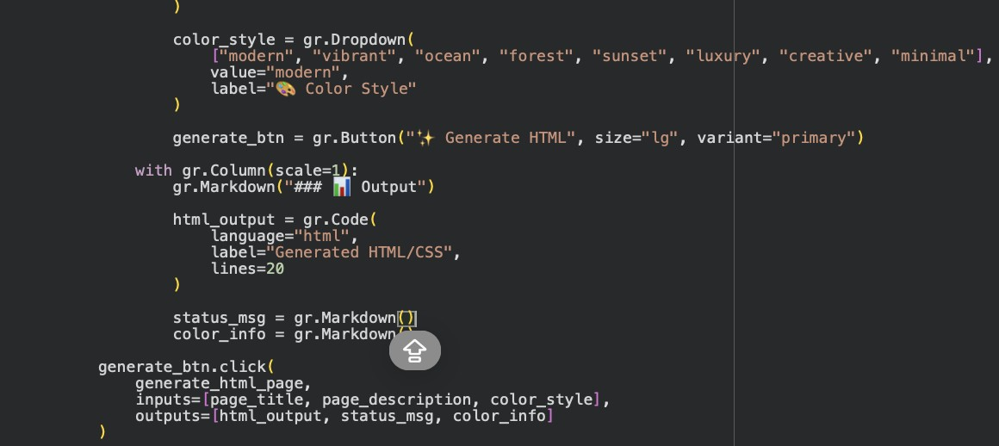 )
color_style = gr.Dropdown(
["modern", "vibrant", "ocean", "forest", "sunset", "luxury", "creative", "minimal"],
value="modern",
label="🎨 Color Style"
)
generate_btn = gr.Button("✨ Generate HTML", size="lg", variant="primary")
with gr.Column(scale=1):
gr.Markdown("### 📊 Output")
html_output = gr.Code(
language="html",
label="Generated HTML/CSS",
lines=20
)
status_msg = gr.Markdown()
color_info = gr.Markdown()
generate_btn.click(
generate_html_page,
inputs=[page_title, page_description, color_style],
outputs=[html_output, status_msg, color_info]
)